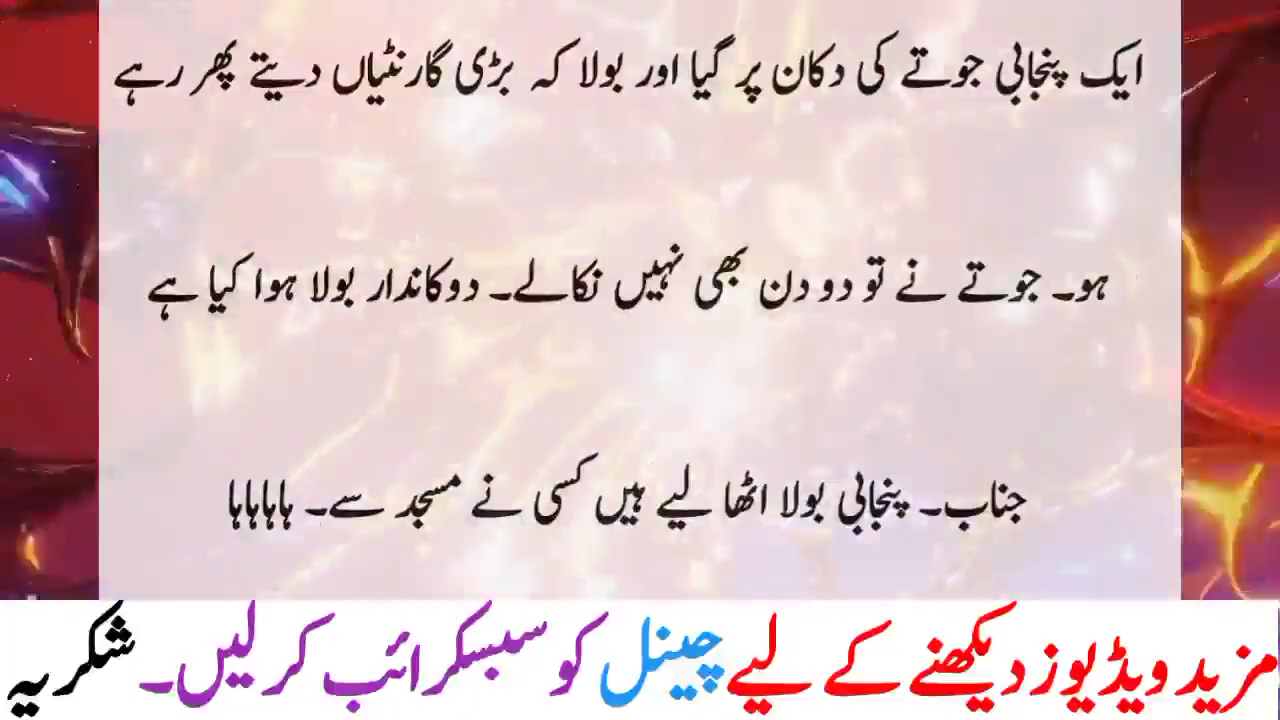 ایک پنجابی جوتے کی دکان پر گیا اور بولا کہ بڑی گارنٹیاں دیتے پھر رہے
ہو۔ جوتے نے تو دو دن بھی نہیں نکالے۔ دوکاندار بولا ہوا کیا ہے
جناب۔ پنجابی بولا اٹھا لیے ہیں کسی نے مسجد سے۔ ہاہاہاہا
مزید ویڈیوز دیکھنے کے لیے چینل کو سبسکرائب کر لیں۔ شکریہ